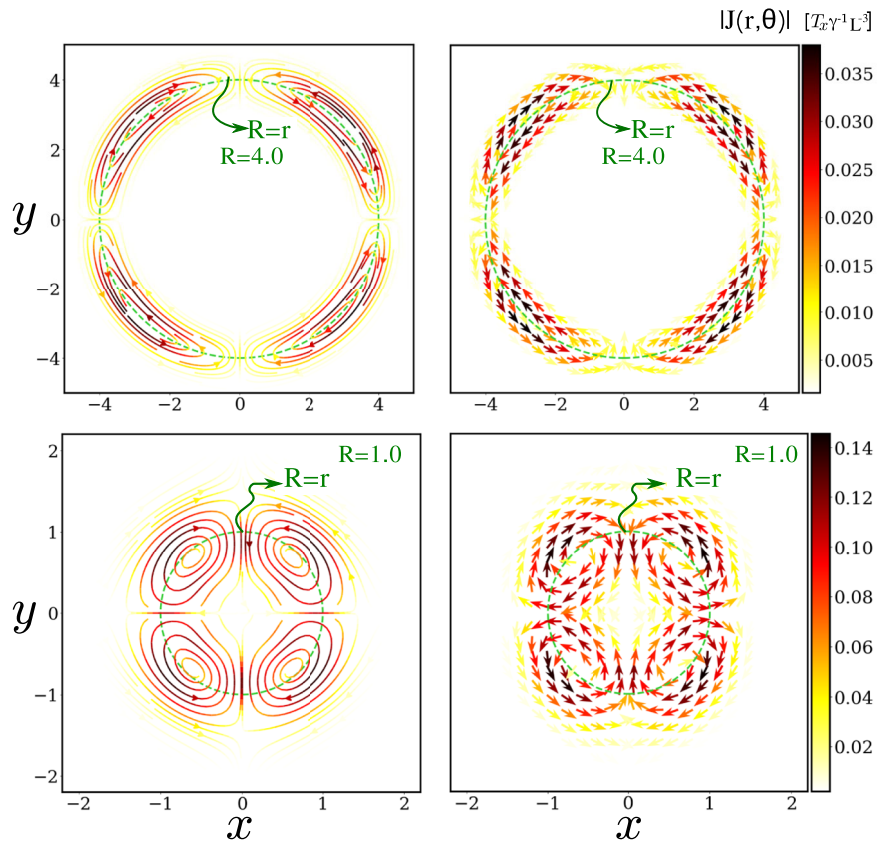 |J(r,θ)| [Tₓγ⁻¹L⁻³]
4
2
0
−2
−4
y
R=r
R=4.0
−4 −2 0 2 4
R=r
R=4.0
−4 −2 0 2 4
0.035
0.030
0.025
0.020
0.015
0.010
0.005
2
1
0
−1
−2
y
R=1.0
R=r
−2 −1 0 1 2
x
R=1.0
R=r
−2 −1 0 1 2
x
0.14
0.12
0.10
0.08
0.06
0.04
0.02